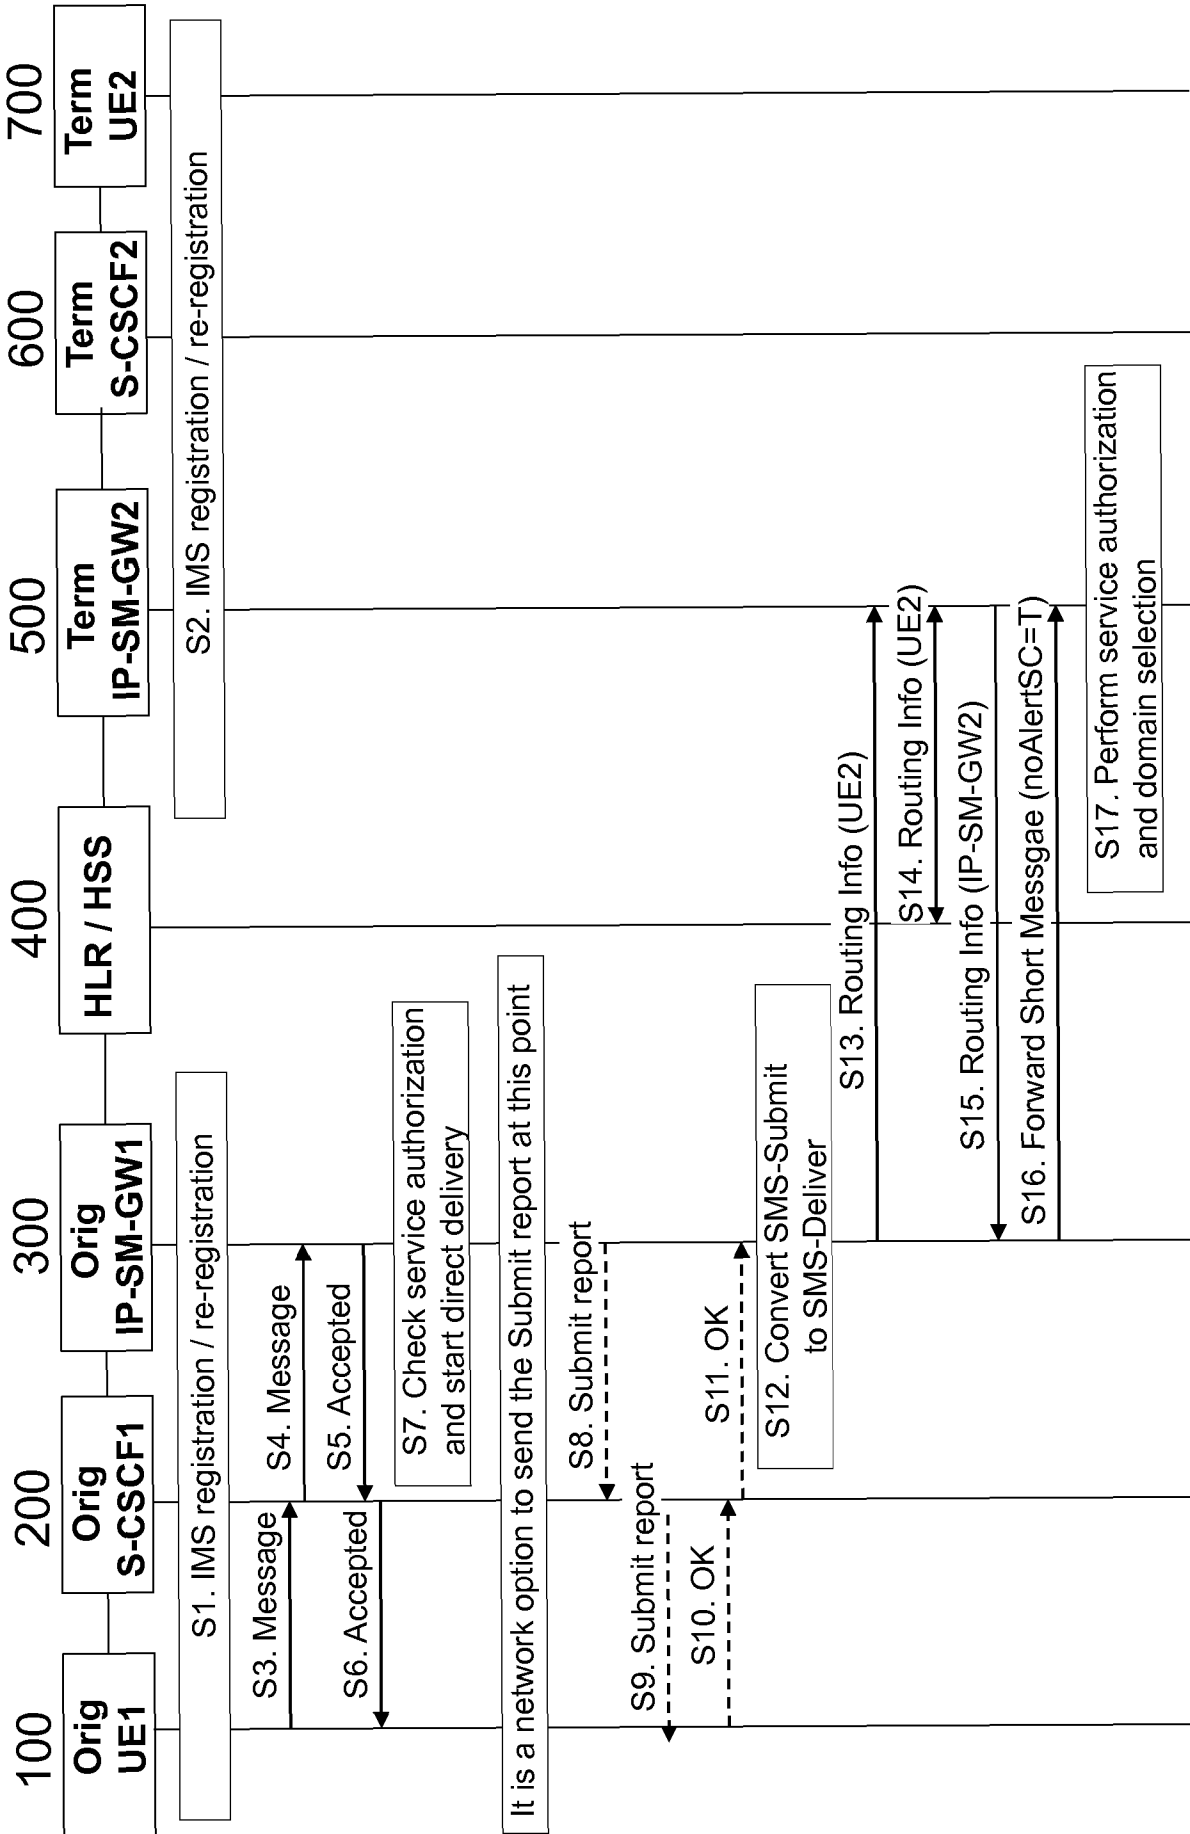 100
200
300
400
500
600
700
Orig
UE1
Orig
S-CSCF1
Orig
IP-SM-GW1
HLR / HSS
Term
IP-SM-GW2
Term
S-CSCF2
Term
UE2
S1. IMS registration / re-registration
S2. IMS registration / re-registration
S3. Message
S4. Message
S5. Accepted
S6. Accepted
S7. Check service authorization
and start direct delivery
It is a network option to send the Submit report at this point
S8. Submit report
S9. Submit report
S10. OK
S11. OK
S12. Convert SMS-Submit
to SMS-Deliver
S13. Routing Info (UE2)
S14. Routing Info (UE2)
S15. Routing Info (IP-SM-GW2)
S16. Forward Short Messgae (noAlertSC=T)
S17. Perform service authorization
and domain selection